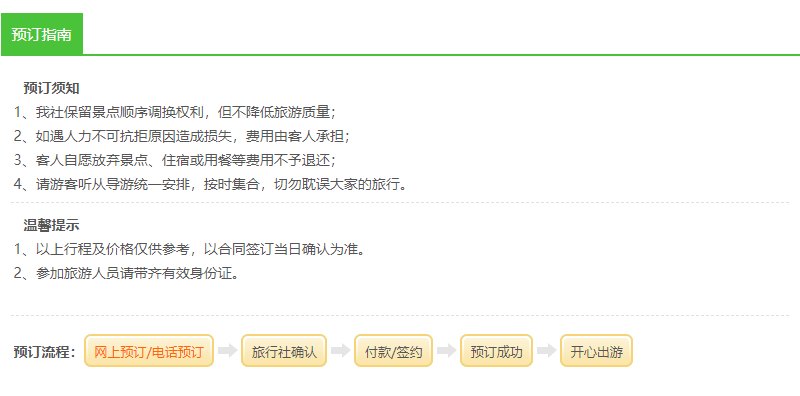 预订指南
预订须知
1、我社保留景点顺序调换权利，但不降低旅游质量；
2、如遇人力不可抗拒原因造成损失，费用由客人承担；
3、客人自愿放弃景点、住宿或用餐等费用不予退还；
4、请游客听从导游统一安排，按时集合，切勿耽误大家的旅行。
温馨提示
1、以上行程及价格仅供参考，以合同签订当日确认为准。
2、参加旅游人员请带齐有效身份证。
预订流程： 网上预订/电话预订 旅行社确认 付款/签约 预订成功 开心出游